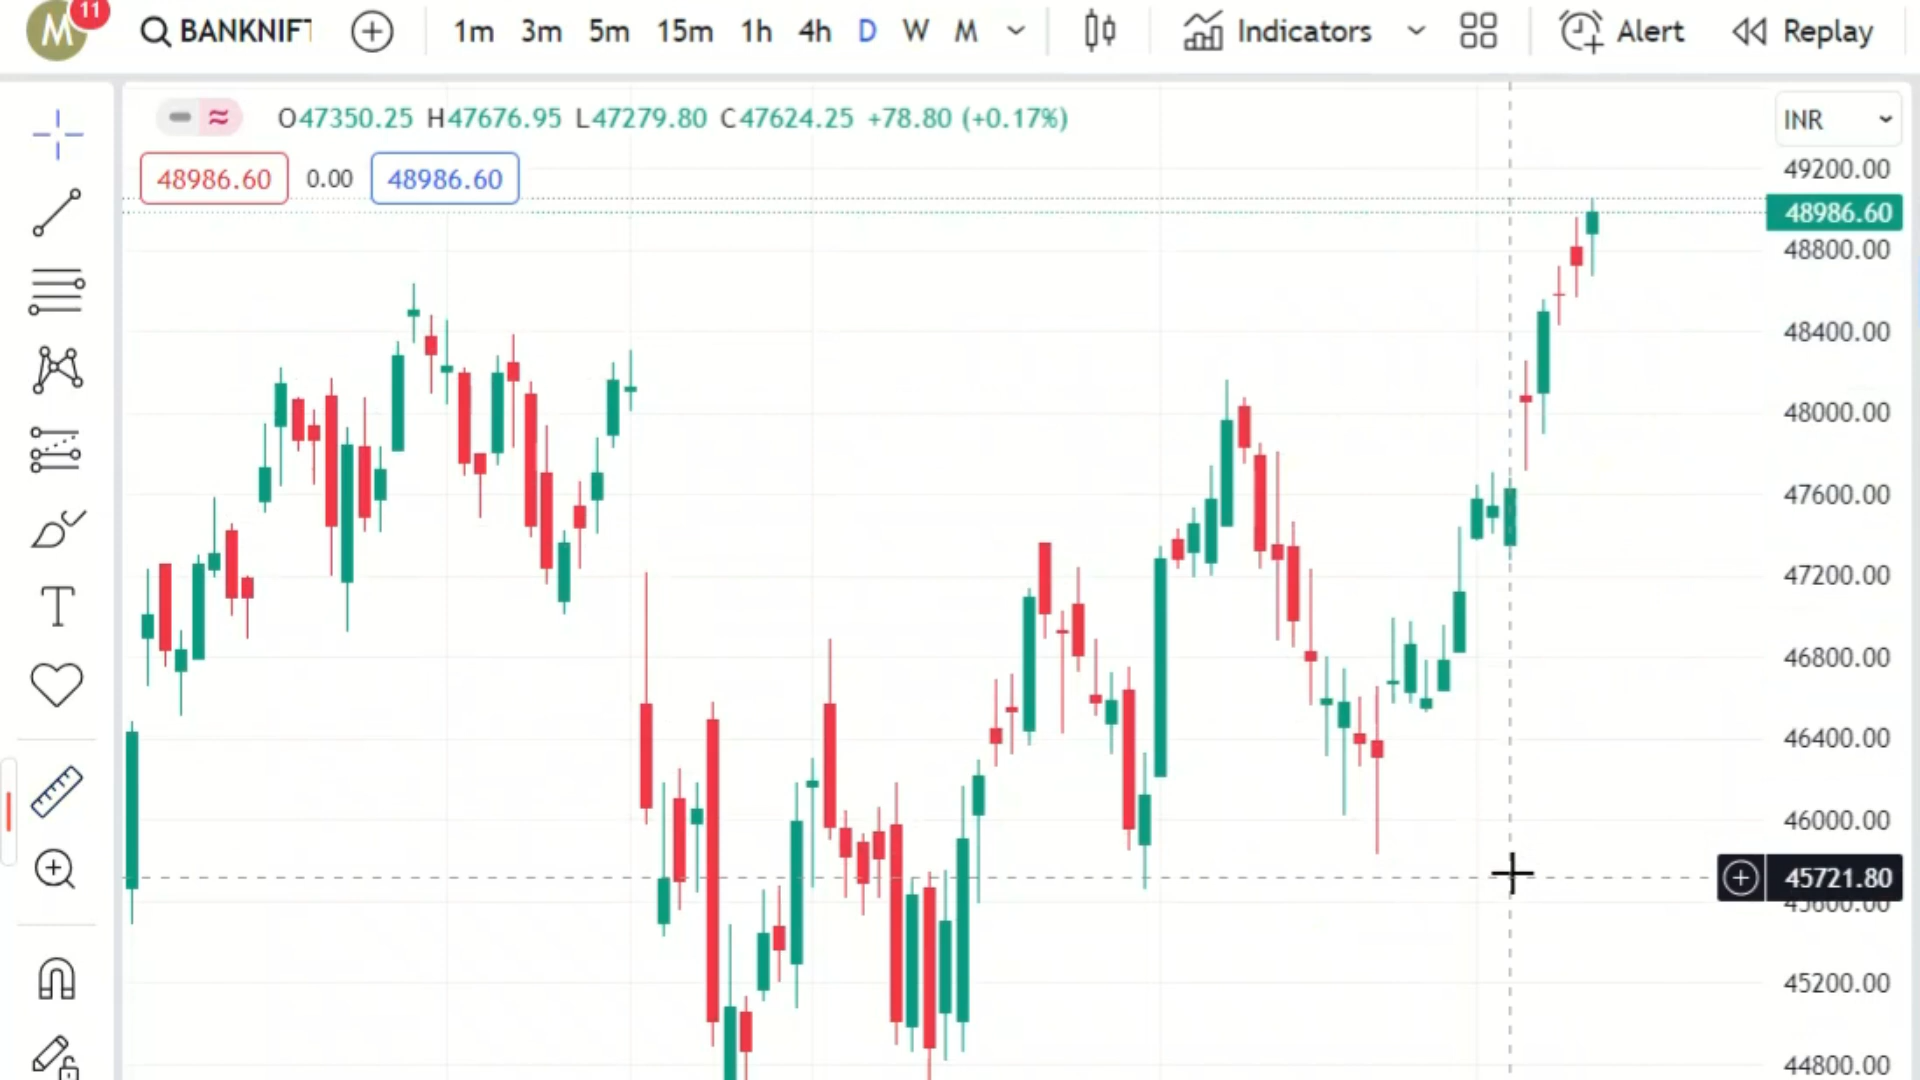 M 11 BANKNIFT 1m 3m 5m 15m 1h 4h D W M Indicators Alert Replay
O47350.25 H47676.95 L47279.80 C47624.25 +78.80 (+0.17%)
INR
48986.60 0.00 48986.60
49200.00
48986.60
48800.00
48400.00
48000.00
47600.00
47200.00
46800.00
46400.00
46000.00
45721.80
45600.00
45200.00
44800.00
T